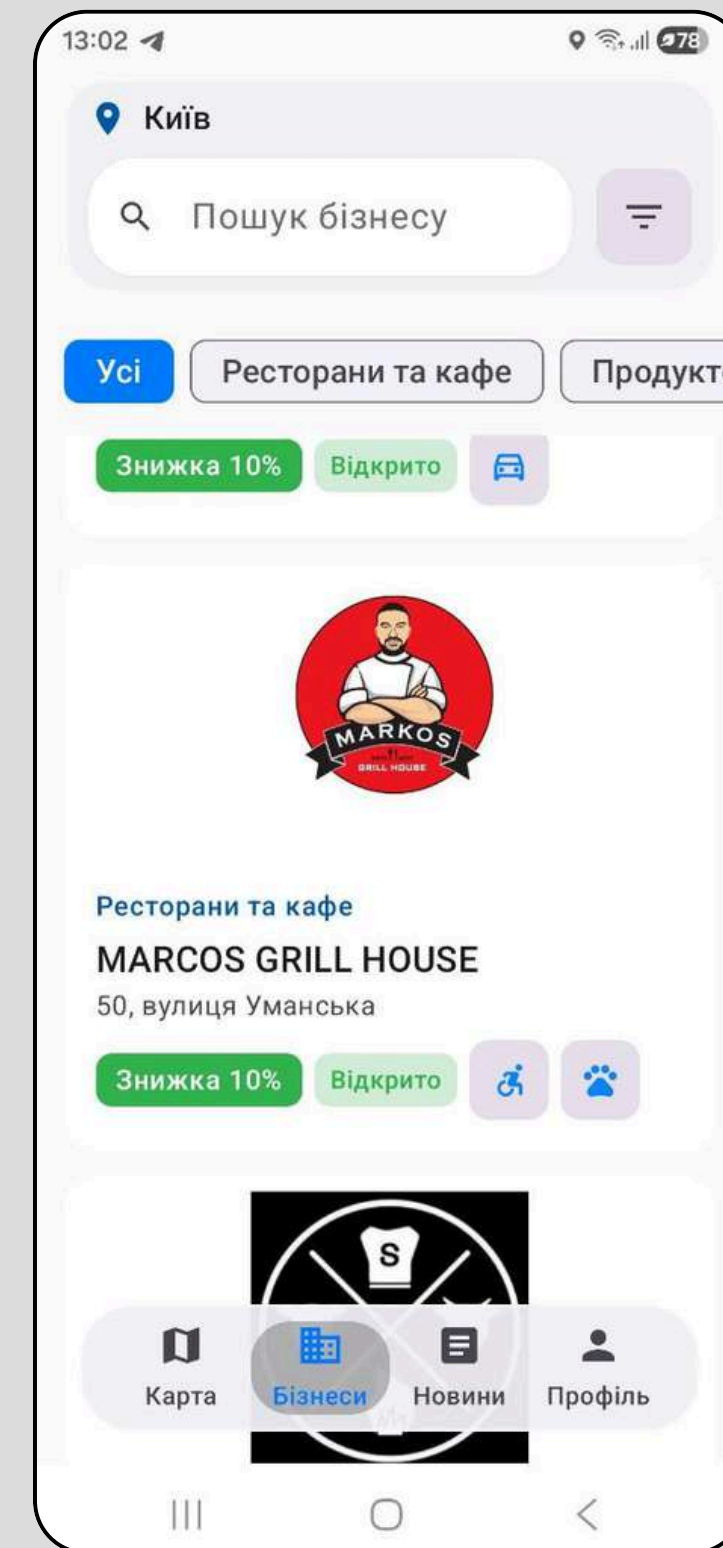 13:02
78
Київ
Пошук бізнесу
Усі
Ресторани та кафе
Продукт
Знижка 10%
Відкрито
MARKOS
GRILL HOUSE
Ресторани та кафе
MARCOS GRILL HOUSE
50, вулиця Уманська
Знижка 10%
Відкрито
S
Карта
Бізнеси
Новини
Профіль